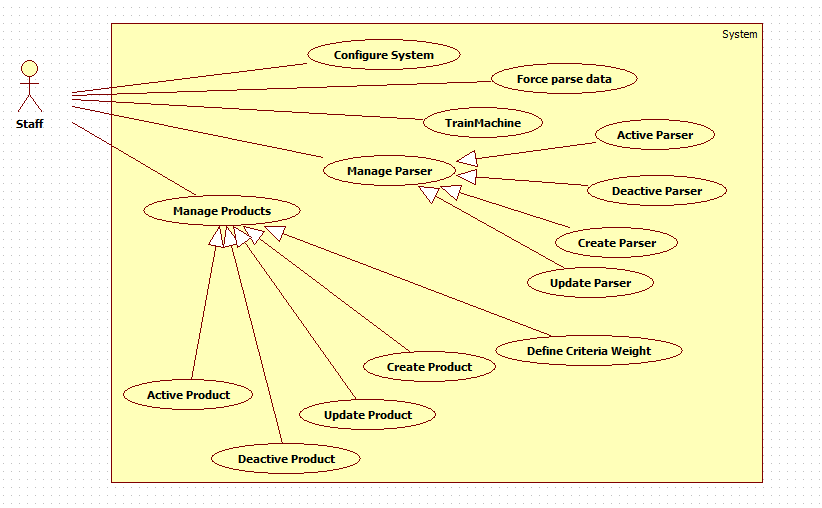 System
Configure System
Force parse data
Staff
TrainMachine
Active Parser
Manage Parser
Deactive Parser
Manage Products
Create Parser
Update Parser
Define Criteria Weight
Create Product
Active Product
Update Product
Deactive Product